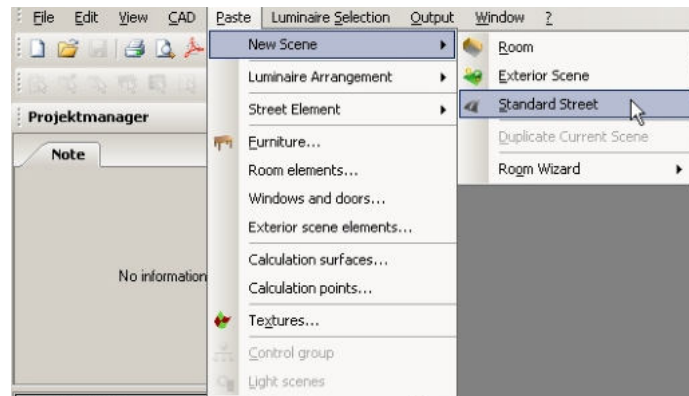 File Edit View CAD Paste Luminaire Selection Output Window ?
New Scene
Luminaire Arrangement
Street Element
Furniture...
Room elements...
Windows and doors...
Exterior scene elements...
Calculation surfaces...
Calculation points...
Textures...
Control group
Light scenes
Room
Exterior Scene
Standard Street
Duplicate Current Scene
Room Wizard
Projektmanager
Note
No information